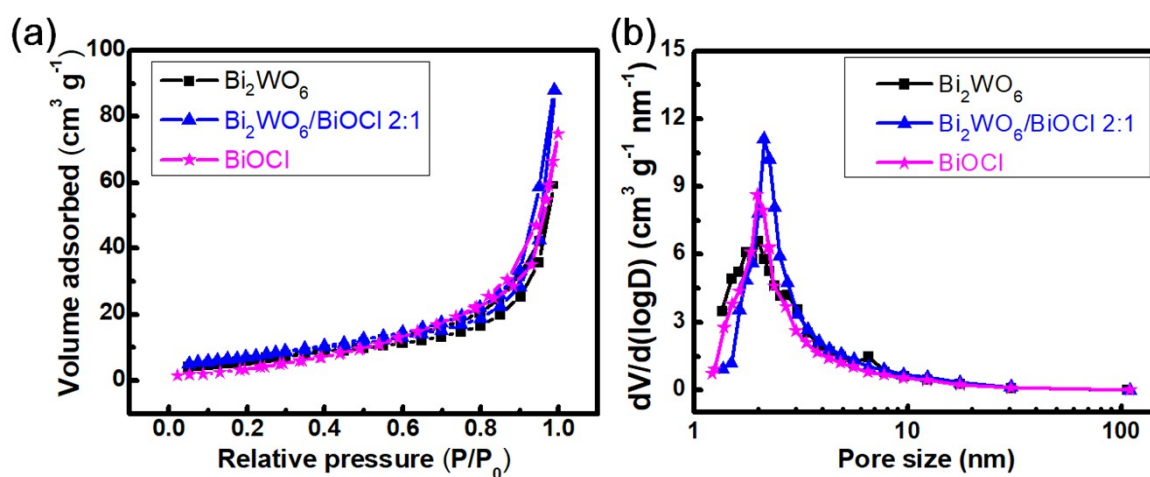 (a)
Volume adsorbed (cm³ g⁻¹)
100
80
60
40
20
0
Bi₂WO₆
Bi₂WO₆/BiOCl 2:1
BiOCl
0.0 0.2 0.4 0.6 0.8 1.0
Relative pressure (P/P₀)
(b)
dV/d(logD) (cm³ g⁻¹ nm⁻¹)
15
12
9
6
3
0
Bi₂WO₆
Bi₂WO₆/BiOCl 2:1
BiOCl
1 10 100
Pore size (nm)